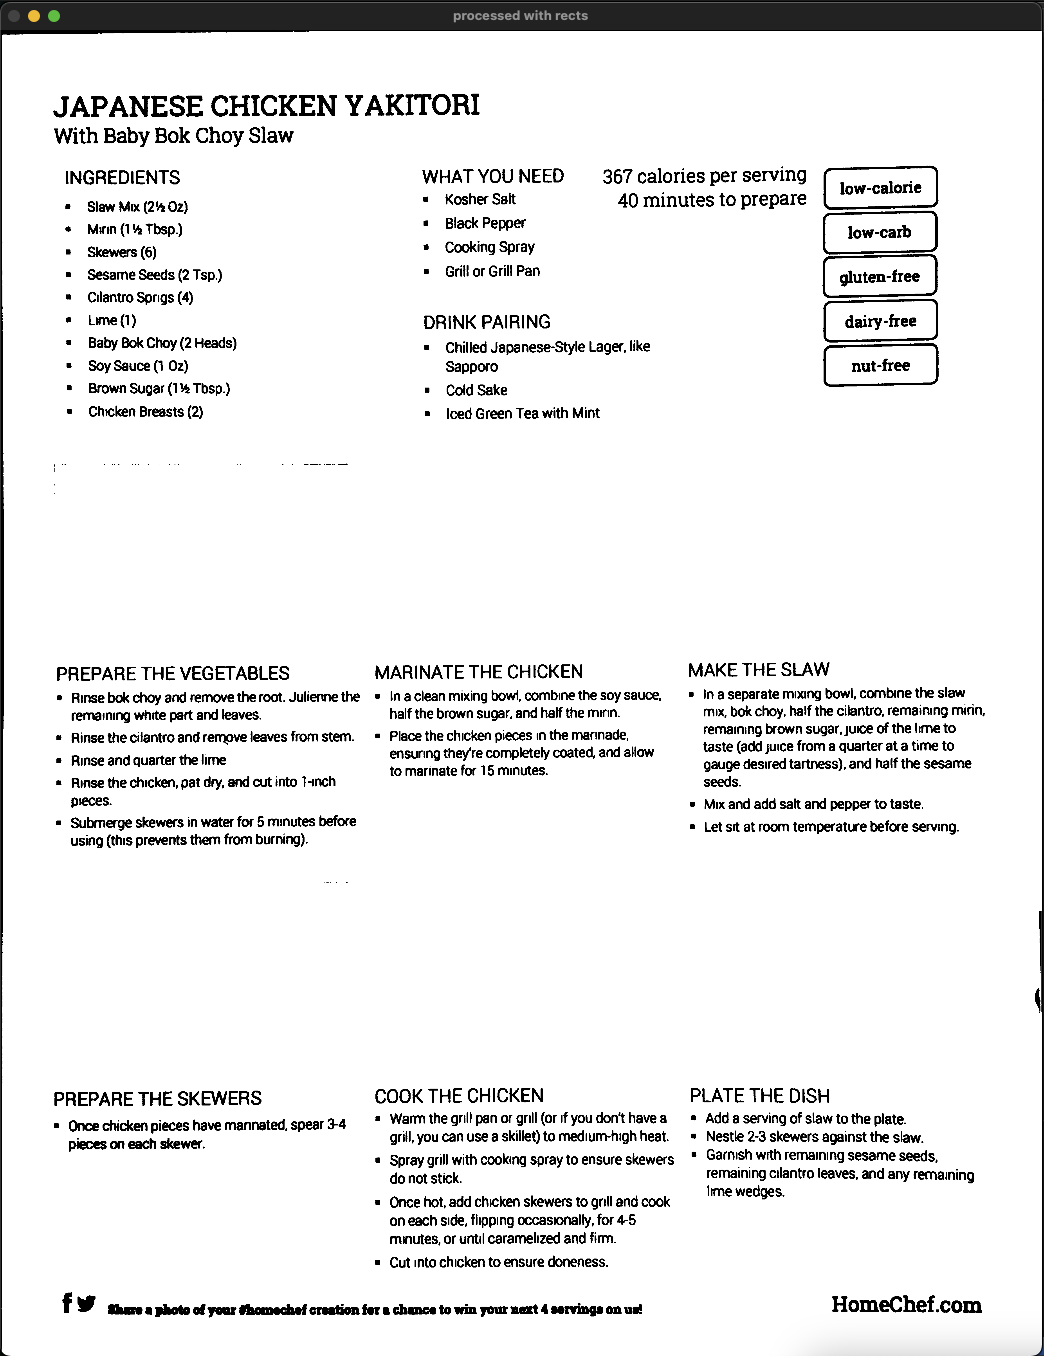 processed with rects
JAPANESE CHICKEN YAKITORI
With Baby Bok Choy Slaw
INGREDIENTS
▪ Slaw Mix (2½ Oz)
▪ Mirin (1½ Tbsp.)
▪ Skewers (6)
▪ Sesame Seeds (2 Tsp.)
▪ Cilantro Sprigs (4)
▪ Lime (1)
▪ Baby Bok Choy (2 Heads)
▪ Soy Sauce (1 Oz)
▪ Brown Sugar (1½ Tbsp.)
▪ Chicken Breasts (2)
WHAT YOU NEED
▪ Kosher Salt
▪ Black Pepper
▪ Cooking Spray
▪ Grill or Grill Pan
DRINK PAIRING
▪ Chilled Japanese-Style Lager, like
Sapporo
▪ Cold Sake
▪ Iced Green Tea with Mint
367 calories per serving
40 minutes to prepare
low-calorie
low-carb
gluten-free
dairy-free
nut-free
PREPARE THE VEGETABLES
▪ Rinse bok choy and remove the root. Julienne the
remaining white part and leaves.
▪ Rinse the cilantro and remove leaves from stem.
▪ Rinse and quarter the lime
▪ Rinse the chicken, pat dry, and cut into 1-inch
pieces.
▪ Submerge skewers in water for 5 minutes before
using (this prevents them from burning).
MARINATE THE CHICKEN
▪ In a clean mixing bowl, combine the soy sauce,
half the brown sugar, and half the mirin.
▪ Place the chicken pieces in the marinade,
ensuring they're completely coated, and allow
to marinate for 15 minutes.
MAKE THE SLAW
▪ In a separate mixing bowl, combine the slaw
mix, bok choy, half the cilantro, remaining mirin,
remaining brown sugar, juice of the lime to
taste (add juice from a quarter at a time to
gauge desired tartness), and half the sesame
seeds.
▪ Mix and add salt and pepper to taste.
▪ Let sit at room temperature before serving.
PREPARE THE SKEWERS
▪ Once chicken pieces have marinated, spear 3-4
pieces on each skewer.
COOK THE CHICKEN
▪ Warm the grill pan or grill (or if you don't have a
grill, you can use a skillet) to medium-high heat.
▪ Spray grill with cooking spray to ensure skewers
do not stick.
▪ Once hot, add chicken skewers to grill and cook
on each side, flipping occasionally, for 4-5
minutes, or until caramelized and firm.
▪ Cut into chicken to ensure doneness.
PLATE THE DISH
▪ Add a serving of slaw to the plate.
▪ Nestle 2-3 skewers against the slaw.
▪ Garnish with remaining sesame seeds,
remaining cilantro leaves, and any remaining
lime wedges.
Share a photo of your #homechef creation for a chance to win your next 4 servings on us!
HomeChef.com